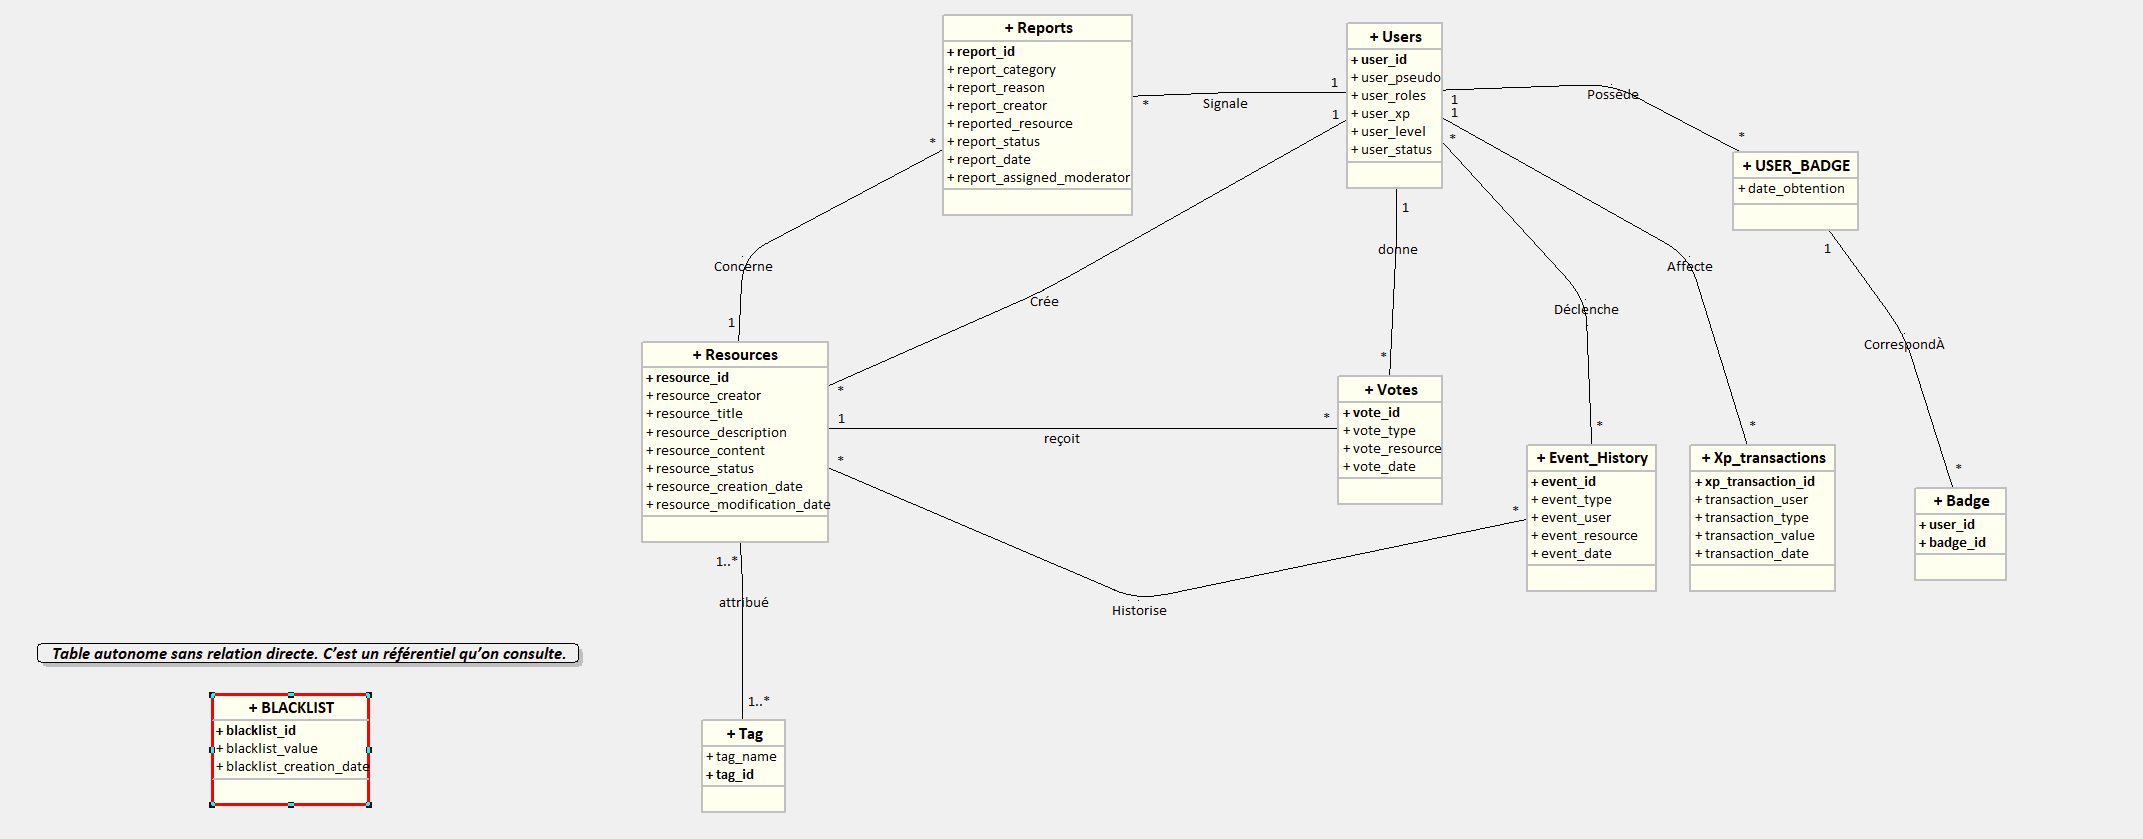 + Reports
+ report_id
+ report_category
+ report_reason
+ report_creator
+ reported_resource
+ report_status
+ report_date
+ report_assigned_moderator
+ Users
+ user_id
+ user_pseudo
+ user_roles
+ user_xp
+ user_level
+ user_status
1
*
Signale
1
*
1
1
*
Possède
*
+ USER_BADGE
+ date_obtention
1
1
donne
*
Concerne
1
Crée
*
Déclenche
*
Affecte
*
CorrespondÀ
*
+ Resources
+ resource_id
+ resource_creator
+ resource_title
+ resource_description
+ resource_content
+ resource_status
+ resource_creation_date
+ resource_modification_date
1
*
reçoit
*
+ Votes
+ vote_id
+ vote_type
+ vote_resource
+ vote_date
+ Event_History
+ event_id
+ event_type
+ event_user
+ event_resource
+ event_date
+ Xp_transactions
+ xp_transaction_id
+ transaction_user
+ transaction_type
+ transaction_value
+ transaction_date
+ Badge
+ user_id
+ badge_id
*
Historise
1..*
attribué
1..*
Table autonome sans relation directe. C’est un référentiel qu’on consulte.
+ BLACKLIST
+ blacklist_id
+ blacklist_value
+ blacklist_creation_date
+ Tag
+ tag_name
+ tag_id